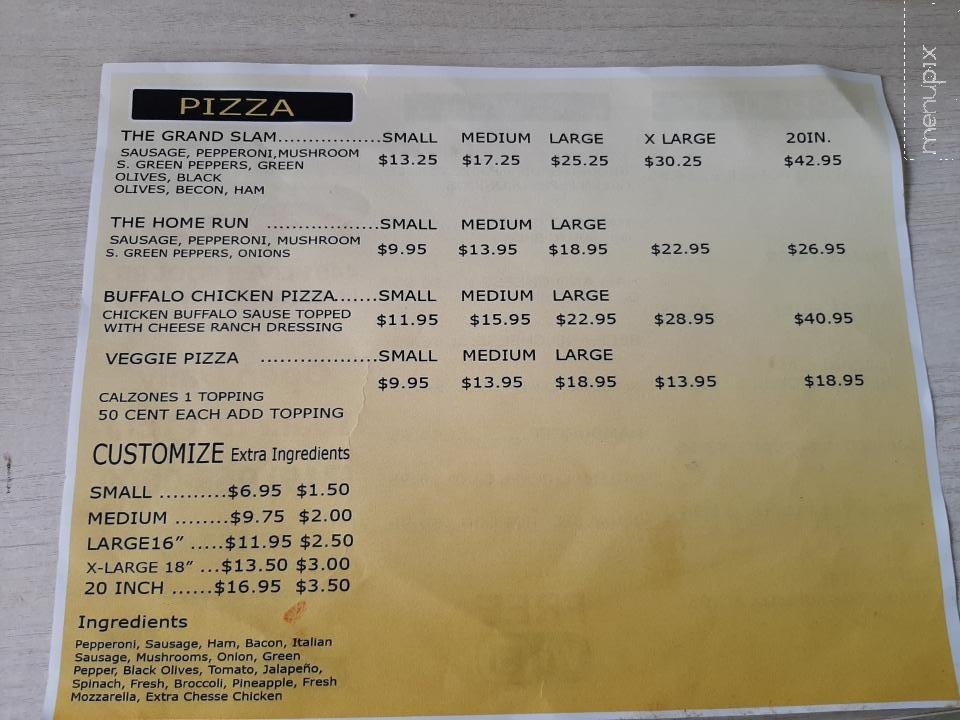 PIZZA
THE GRAND SLAM.................SMALL MEDIUM LARGE X LARGE 20IN.
SAUSAGE, PEPPERONI,MUSHROOM $13.25 $17.25 $25.25 $30.25 $42.95
S. GREEN PEPPERS, GREEN
OLIVES, BLACK
OLIVES, BECON, HAM
THE HOME RUN ..................SMALL MEDIUM LARGE
SAUSAGE, PEPPERONI, MUSHROOM $9.95 $13.95 $18.95 $22.95 $26.95
S. GREEN PEPPERS, ONIONS
BUFFALO CHICKEN PIZZA.......SMALL MEDIUM LARGE
CHICKEN BUFFALO SAUSE TOPPED $11.95 $15.95 $22.95 $28.95 $40.95
WITH CHEESE RANCH DRESSING
VEGGIE PIZZA ...................SMALL MEDIUM LARGE
$9.95 $13.95 $18.95 $13.95 $18.95
CALZONES 1 TOPPING
50 CENT EACH ADD TOPPING
CUSTOMIZE Extra Ingredients
SMALL ..........$6.95 $1.50
MEDIUM ........$9.75 $2.00
LARGE16″ .....$11.95 $2.50
X-LARGE 18″ ...$13.50 $3.00
20 INCH ......$16.95 $3.50
Ingredients
Pepperoni, Sausage, Ham, Bacon, Italian
Sausage, Mushrooms, Onion, Green
Pepper, Black Olives, Tomato, Jalapeño,
Spinach, Fresh, Broccoli, Pineapple, Fresh
Mozzarella, Extra Chesse Chicken
menupix